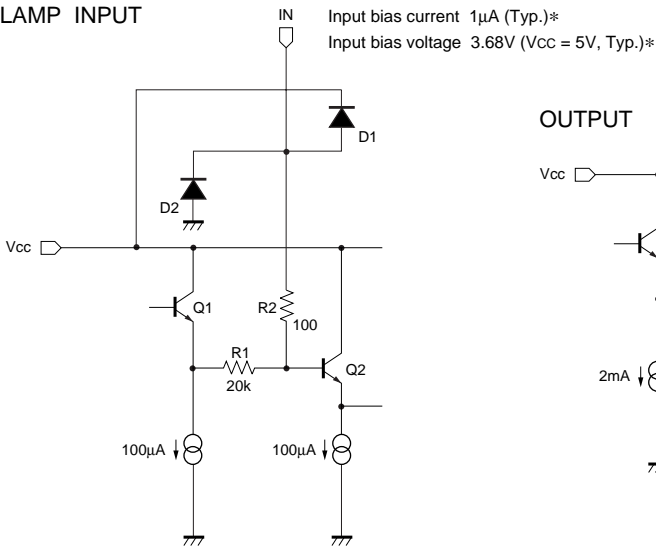 LAMP INPUT
IN
Input bias current 1μA (Typ.)*
Input bias voltage 3.68V (VCC = 5V, Typ.)*
D1
OUTPUT
Vcc
D2
Vcc
Q1
R2
100
R1
20k
Q2
2mA
100μA
100μA